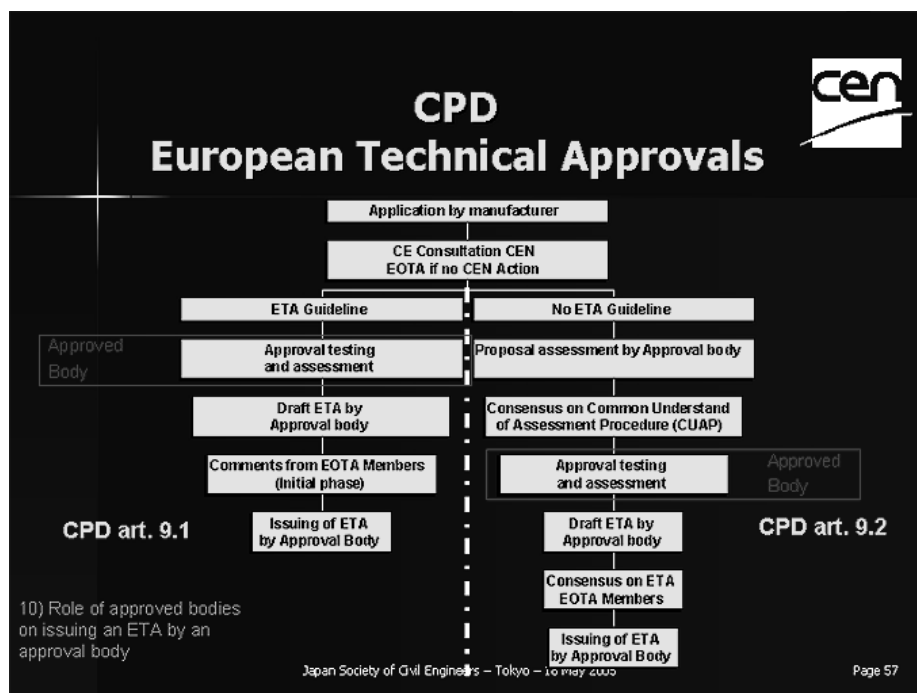 cen
CPD
European Technical Approvals
Application by manufacturer
CE Consultation CEN
EOTA if no CEN Action
ETA Guideline
No ETA Guideline
Approved
Body
Approval testing
and assessment
Proposal assessment by Approval body
Draft ETA by
Approval body
Consensus on Common Understand
of Assessment Procedure (CUAP)
Comments from EOTA Members
(Initial phase)
Approval testing
and assessment
Approved
Body
CPD art. 9.1
Issuing of ETA
by Approval Body
Draft ETA by
Approval body
CPD art. 9.2
Consensus on ETA
EOTA Members
10) Role of approved bodies
on issuing an ETA by an
approval body
Issuing of ETA
by Approval Body
Japan Society of Civil Engineers – Tokyo – 16 May 2005
Page 57